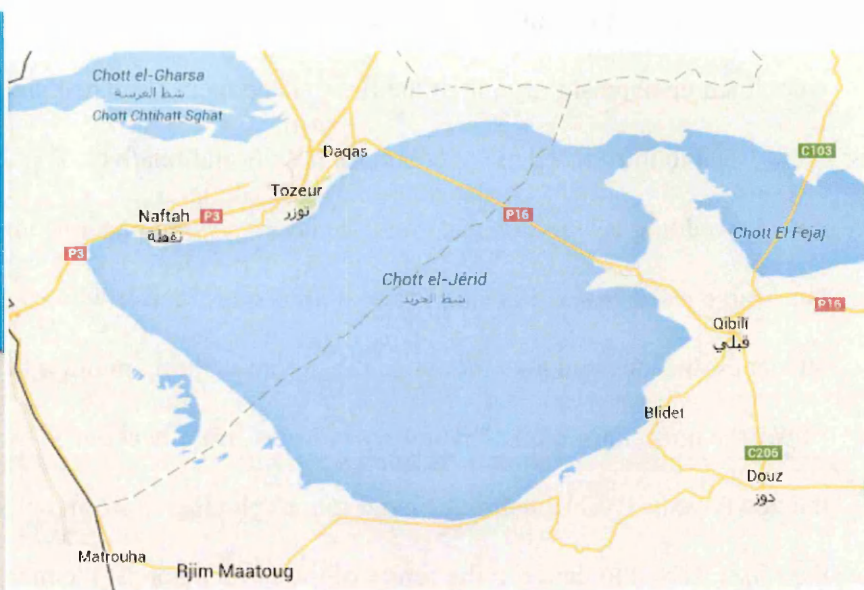 Chott el-Gharsa
شط الغرسة
Chott Chtihatt Sghat
C103
Daqas
Tozeur
توزر
Naftah
P3
نفطة
P16
Chott El Fejaj
P3
Chott el-Jérid
شط الجريد
P16
Qibilī
قبلي
Blidet
C206
Douz
دوز
Matrouha
Rjim Maatoug